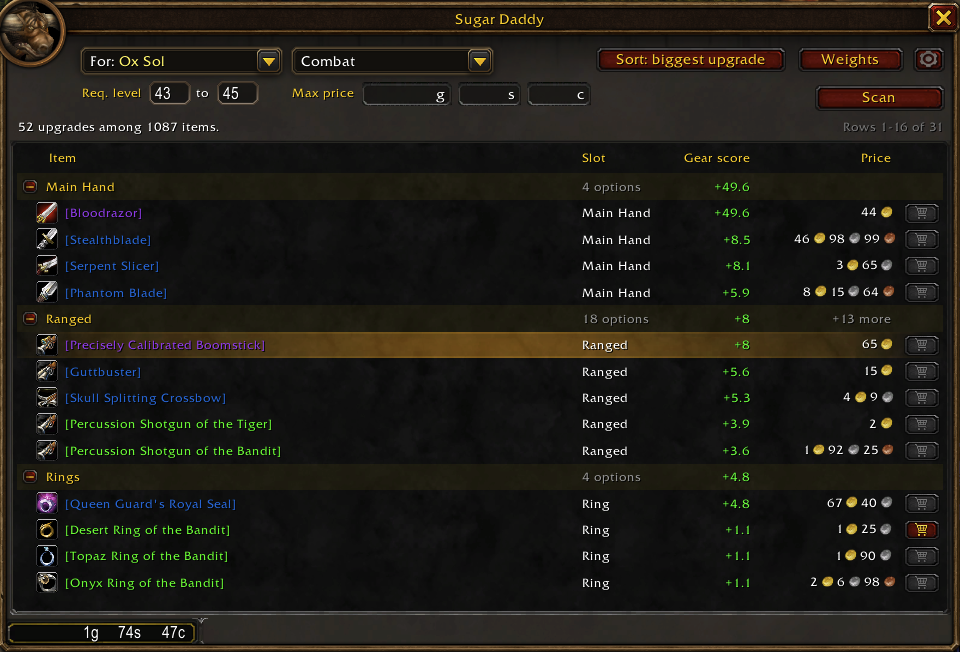 Sugar Daddy
For: Ox Sol Combat Sort: biggest upgrade Weights
Req. level 43 to 45 Max price g s c
Scan
52 upgrades among 1087 items. Rows 1-16 of 31
Item Slot Gear score Price
Main Hand 4 options +49.6
[Bloodrazor] Main Hand +49.6 44
[Stealthblade] Main Hand +8.5 46 98 99
[Serpent Slicer] Main Hand +8.1 3 65
[Phantom Blade] Main Hand +5.9 8 15 64
Ranged 18 options +8 +13 more
[Precisely Calibrated Boomstick] Ranged +8 65
[Guttbuster] Ranged +5.6 15
[Skull Splitting Crossbow] Ranged +5.3 4 9
[Percussion Shotgun of the Tiger] Ranged +3.9 2
[Percussion Shotgun of the Bandit] Ranged +3.6 1 92 25
Rings 4 options +4.8
[Queen Guard's Royal Seal] Ring +4.8 67 40
[Desert Ring of the Bandit] Ring +1.1 1 25
[Topaz Ring of the Bandit] Ring +1.1 1 90
[Onyx Ring of the Bandit] Ring +1.1 2 6 98
1g 74s 47c